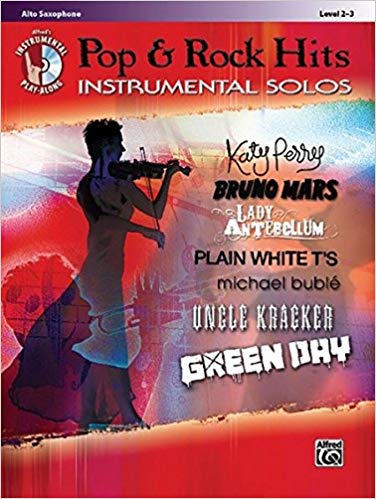 Alto Saxophone
Level 2–3
Alfred's
INSTRUMENTAL
PLAY-ALONG
Pop & Rock Hits
INSTRUMENTAL SOLOS
Katy Perry
BRUNO MARS
LADY
ANTEBELLUM
PLAIN WHITE T'S
michael bublé
UNCLE KRACKER
GREEN DAY
Alfred